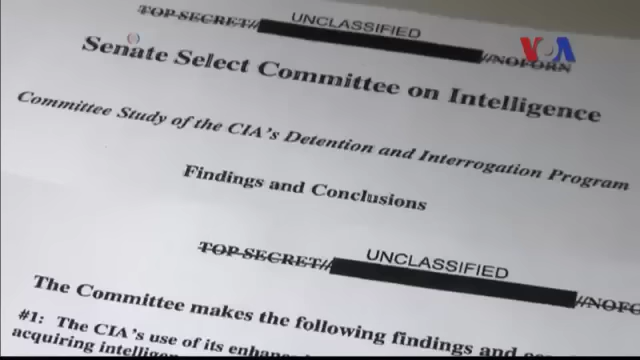 UNCLASSIFIED
TOP SECRET// //NOFORN
VOA
Senate Select Committee on Intelligence
Committee Study of the CIA's Detention and Interrogation Program
Findings and Conclusions
UNCLASSIFIED
TOP SECRET// //NOFO
The Committee makes the following findings and
#1: The CIA's use of its
acquiring